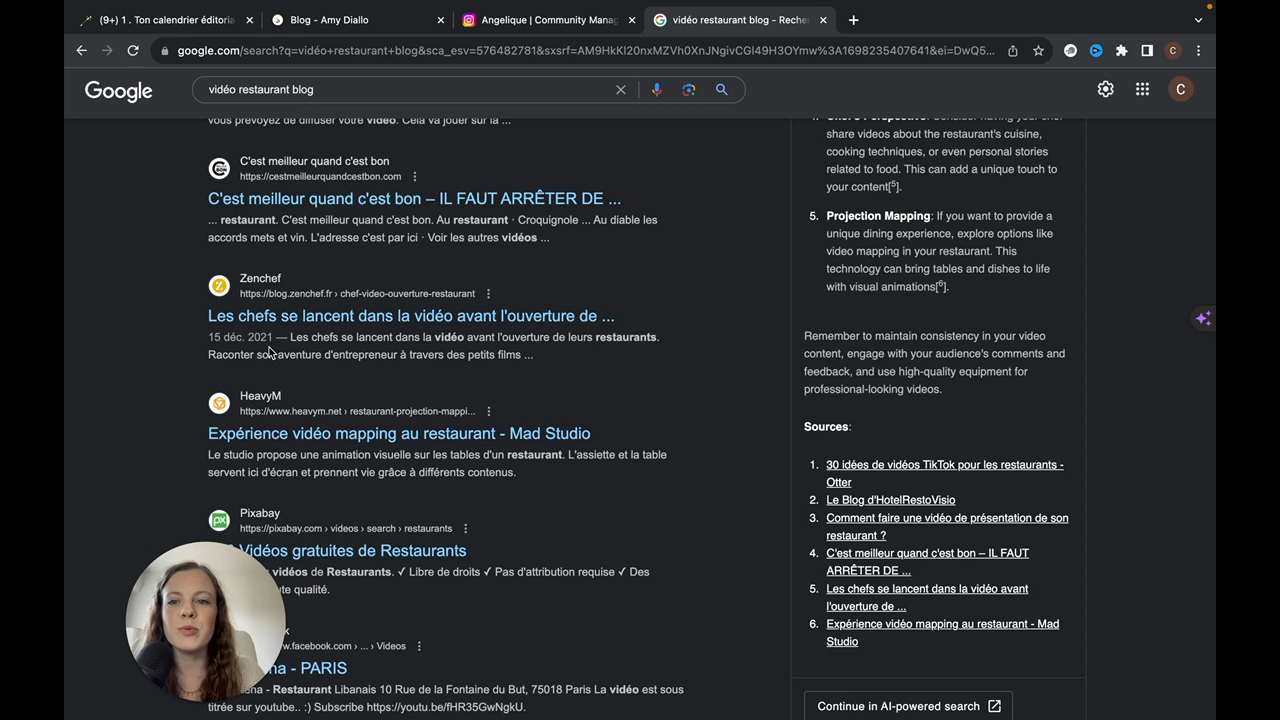 (9+) 1 . Ton calendrier éditoria
Blog - Amy Diallo
Angelique | Community Manag
vidéo restaurant blog - Reche
google.com/search?q=vidéo+restaurant+blog&sca_esv=576482781&sxsrf=AM9HkKl20nxMZVh0XnJNgivCGl49H3OYmw%3A1698235407641&ei=DwQ5...
C
Google
vidéo restaurant blog
C
vous prévoyez de diffuser votre vidéo. Cela va jouer sur la ...
C'est meilleur quand c'est bon
https://cestmeilleurquandcestbon.com
C'est meilleur quand c'est bon – IL FAUT ARRÊTER DE ...
... restaurant. C'est meilleur quand c'est bon. Au restaurant · Croquignole ... Au diable les
accords mets et vin. L'adresse c'est par ici · Voir les autres vidéos ...
Zenchef
https://blog.zenchef.fr › chef-video-ouverture-restaurant
Les chefs se lancent dans la vidéo avant l'ouverture de ...
15 déc. 2021 — Les chefs se lancent dans la vidéo avant l'ouverture de leurs restaurants.
Raconter son aventure d'entrepreneur à travers des petits films ...
HeavyM
https://www.heavym.net › restaurant-projection-mappi...
Expérience vidéo mapping au restaurant - Mad Studio
Le studio propose une animation visuelle sur les tables d'un restaurant. L'assiette et la table
servent ici d'écran et prennent vie grâce à différents contenus.
Pixabay
https://pixabay.com › videos › search › restaurants
Vidéos gratuites de Restaurants
vidéos de Restaurants. ✓ Libre de droits ✓ Pas d'attribution requise ✓ Des
ute qualité.
k
w.facebook.com › ... › Videos
na - PARIS
ena - Restaurant Libanais 10 Rue de la Fontaine du But, 75018 Paris La vidéo est sous
titrée sur youtube.. :) Subscribe https://youtu.be/fHR35GwNgkU.
share videos about the restaurant's cuisine,
cooking techniques, or even personal stories
related to food. This can add a unique touch to
your content[5].
5. Projection Mapping: If you want to provide a
unique dining experience, explore options like
video mapping in your restaurant. This
technology can bring tables and dishes to life
with visual animations[6].
Remember to maintain consistency in your video
content, engage with your audience's comments and
feedback, and use high-quality equipment for
professional-looking videos.
Sources:
1. 30 idées de vidéos TikTok pour les restaurants -
Otter
2. Le Blog d'HotelRestoVisio
3. Comment faire une vidéo de présentation de son
restaurant ?
4. C'est meilleur quand c'est bon – IL FAUT
ARRÊTER DE ...
5. Les chefs se lancent dans la vidéo avant
l'ouverture de ...
6. Expérience vidéo mapping au restaurant - Mad
Studio
Continue in AI-powered search